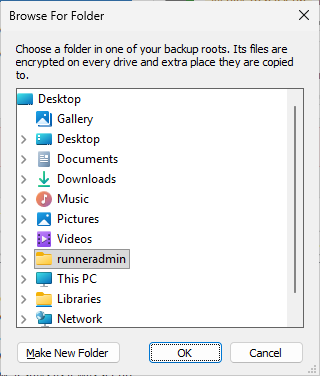 Browse For Folder
Choose a folder in one of your backup roots. Its files are
encrypted on every drive and extra place they are copied
to.
Desktop
Gallery
Desktop
Documents
Downloads
Music
Pictures
Videos
runneradmin
This PC
Libraries
Network
Make New Folder
OK
Cancel